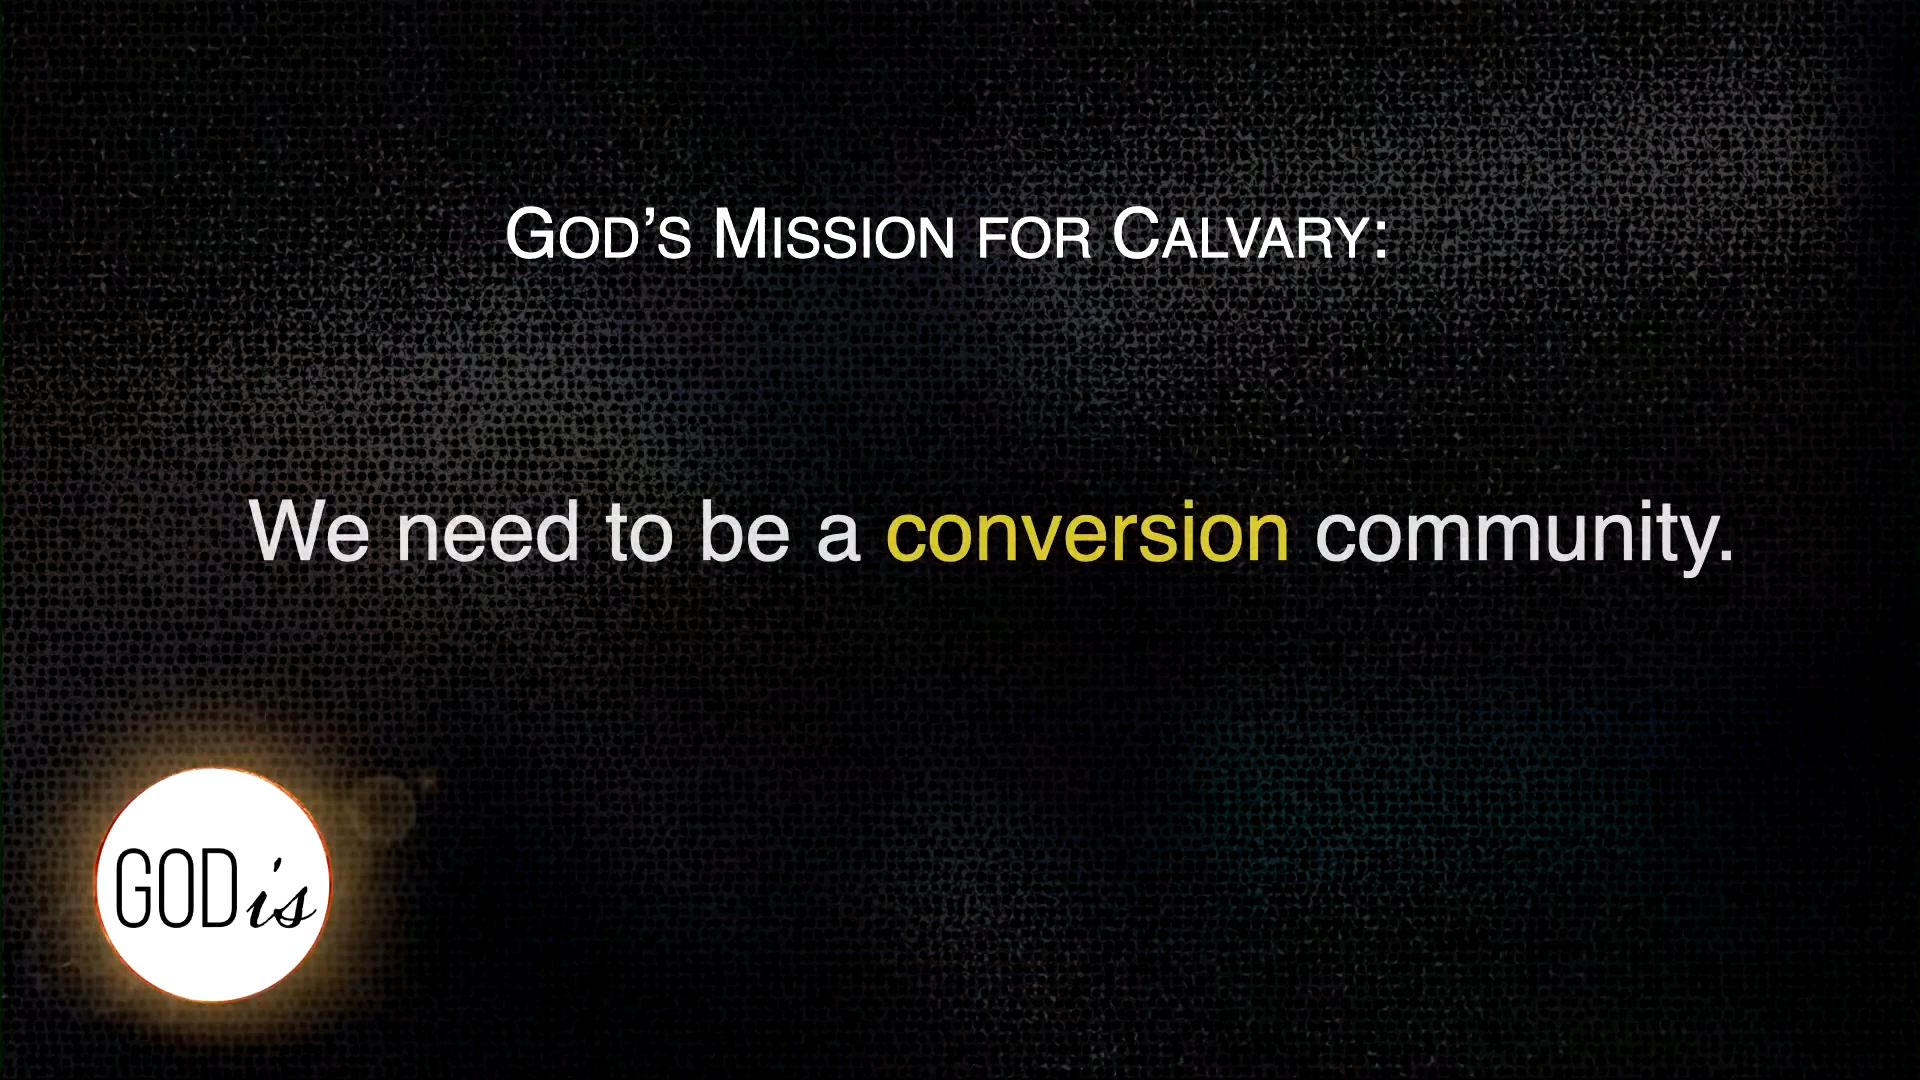 God’s Mission for Calvary:
We need to be a conversion community.
GOD is